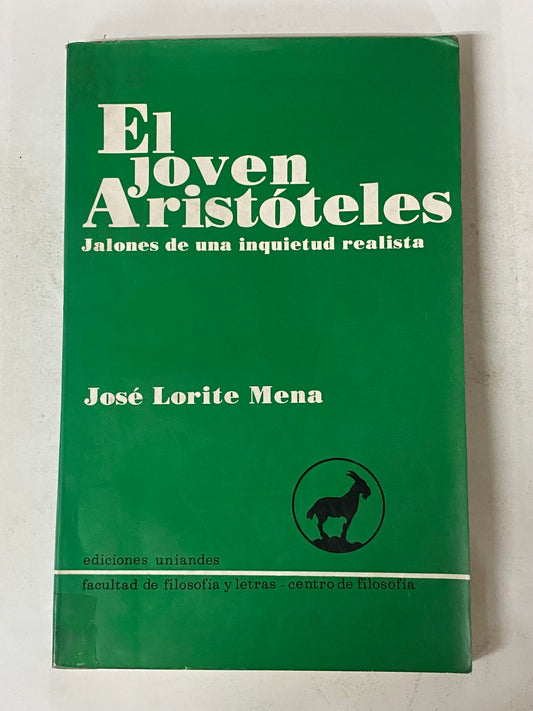 El
joven
Aristóteles
Jalones de una inquietud realista
José Lorite Mena
ediciones uniandes
facultad de filosofía y letras - centro de filosofía